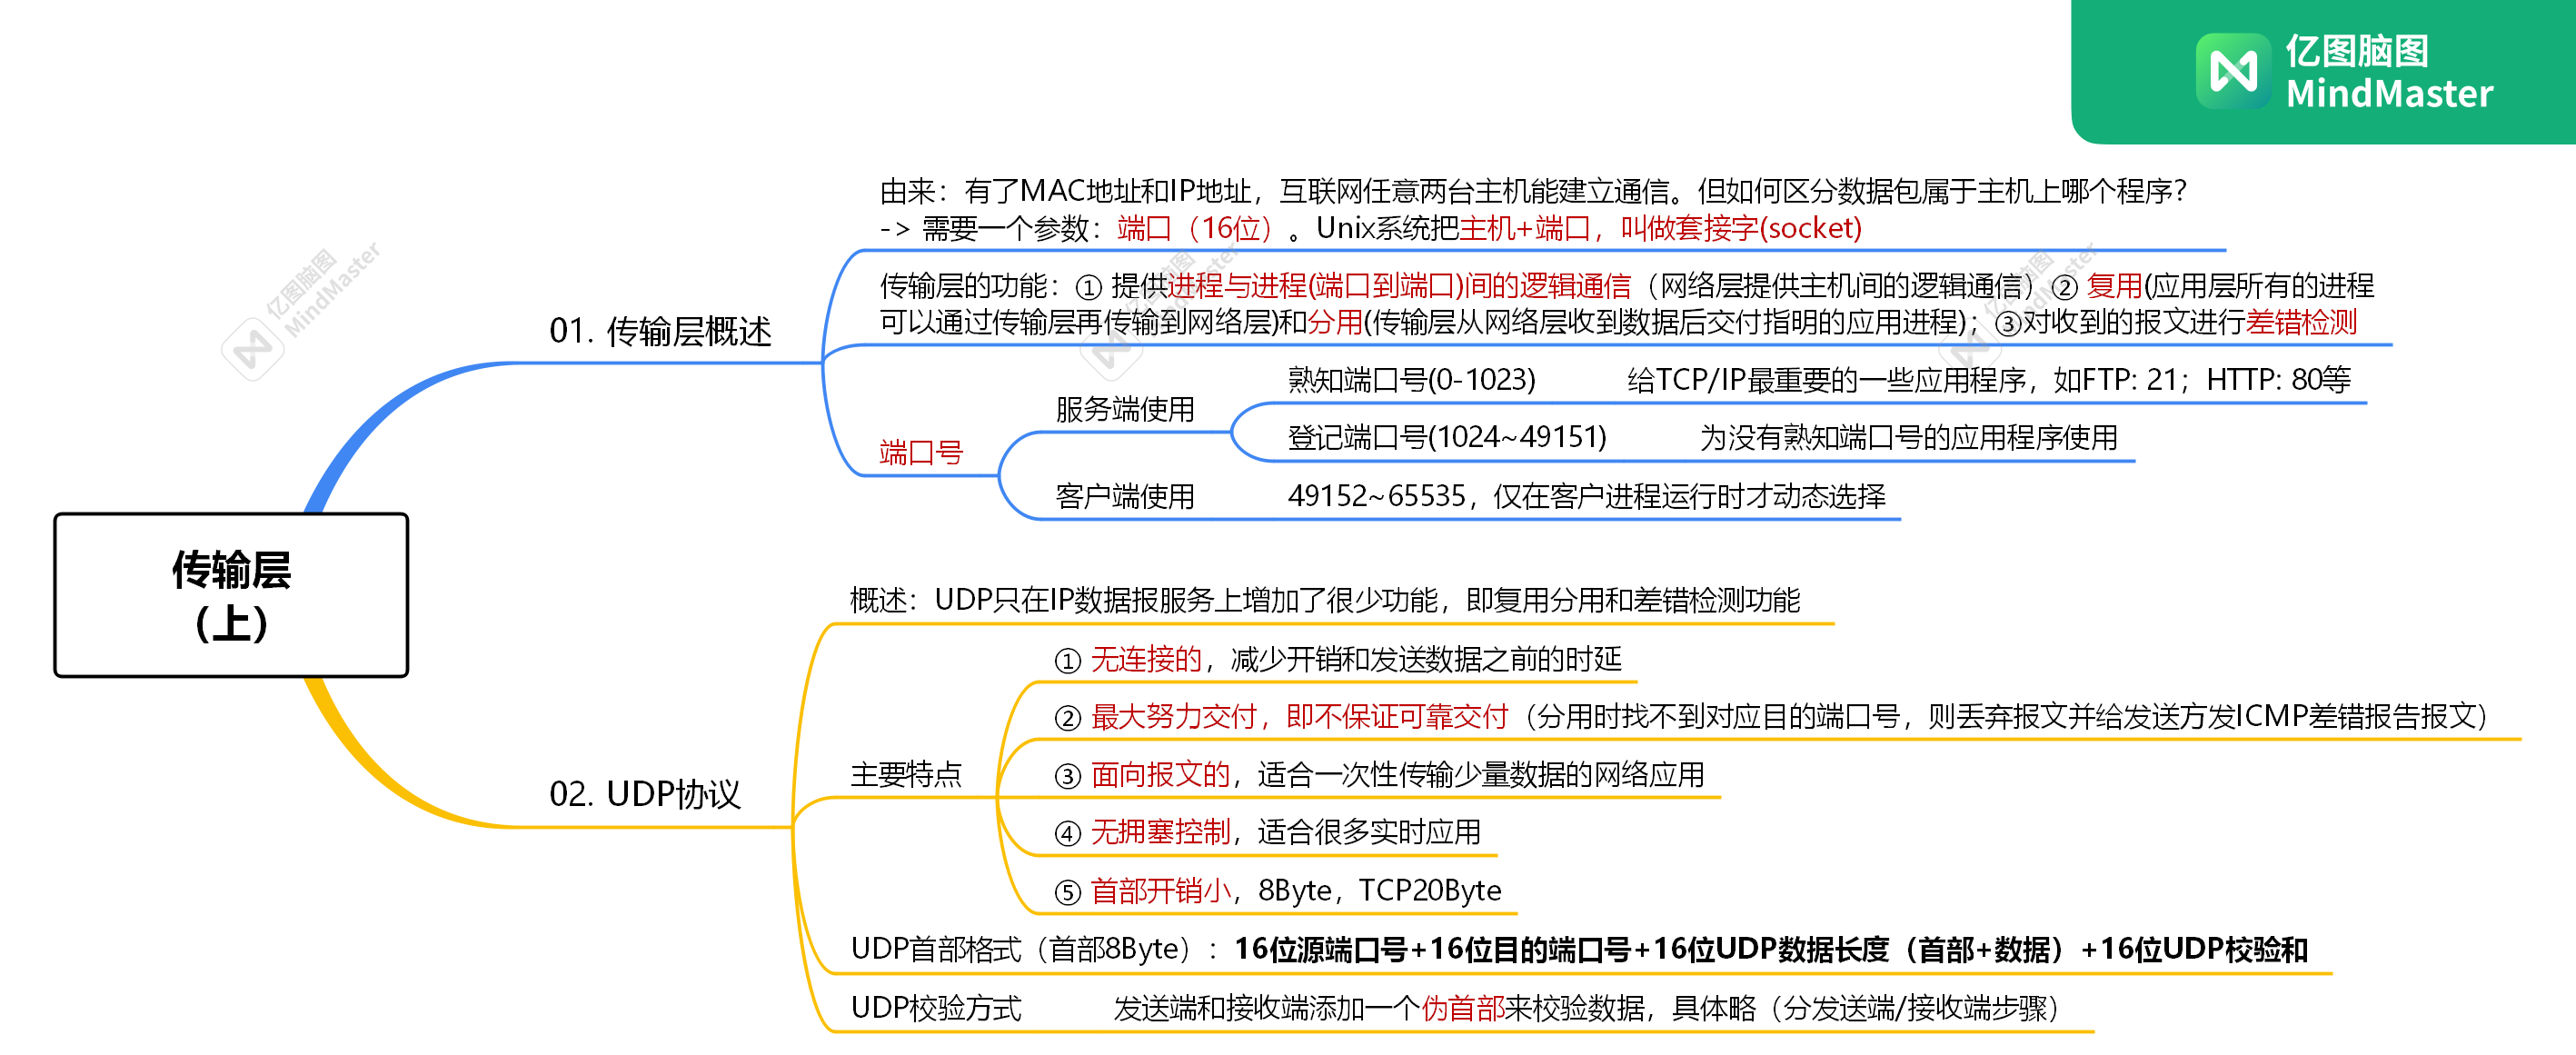 亿图脑图
MindMaster
由来：有了MAC地址和IP地址，互联网任意两台主机能建立通信。但如何区分数据包属于主机上哪个程序？
-> 需要一个参数：端口（16位）。Unix系统把主机+端口，叫做套接字(socket)
传输层的功能：① 提供进程与进程(端口到端口)间的逻辑通信（网络层提供主机间的逻辑通信）② 复用(应用层所有的进程
可以通过传输层再传输到网络层)和分用(传输层从网络层收到数据后交付指明的应用进程)；③对收到的报文进行差错检测
01. 传输层概述
熟知端口号(0-1023) 给TCP/IP最重要的一些应用程序，如FTP: 21；HTTP: 80等
服务端使用
登记端口号(1024~49151) 为没有熟知端口号的应用程序使用
端口号
客户端使用 49152~65535，仅在客户进程运行时才动态选择
传输层
（上）
概述：UDP只在IP数据报服务上增加了很少功能，即复用分用和差错检测功能
① 无连接的，减少开销和发送数据之前的时延
② 最大努力交付，即不保证可靠交付（分用时找不到对应目的端口号，则丢弃报文并给发送方发ICMP差错报告报文）
主要特点
③ 面向报文的，适合一次性传输少量数据的网络应用
02. UDP协议
④ 无拥塞控制，适合很多实时应用
⑤ 首部开销小，8Byte，TCP20Byte
UDP首部格式（首部8Byte）：16位源端口号+16位目的端口号+16位UDP数据长度（首部+数据）+16位UDP校验和
UDP校验方式 发送端和接收端添加一个伪首部来校验数据，具体略（分发送端/接收端步骤）
亿图脑图
MindMaster
亿图脑图
MindMaster
亿图脑图
MindMaster